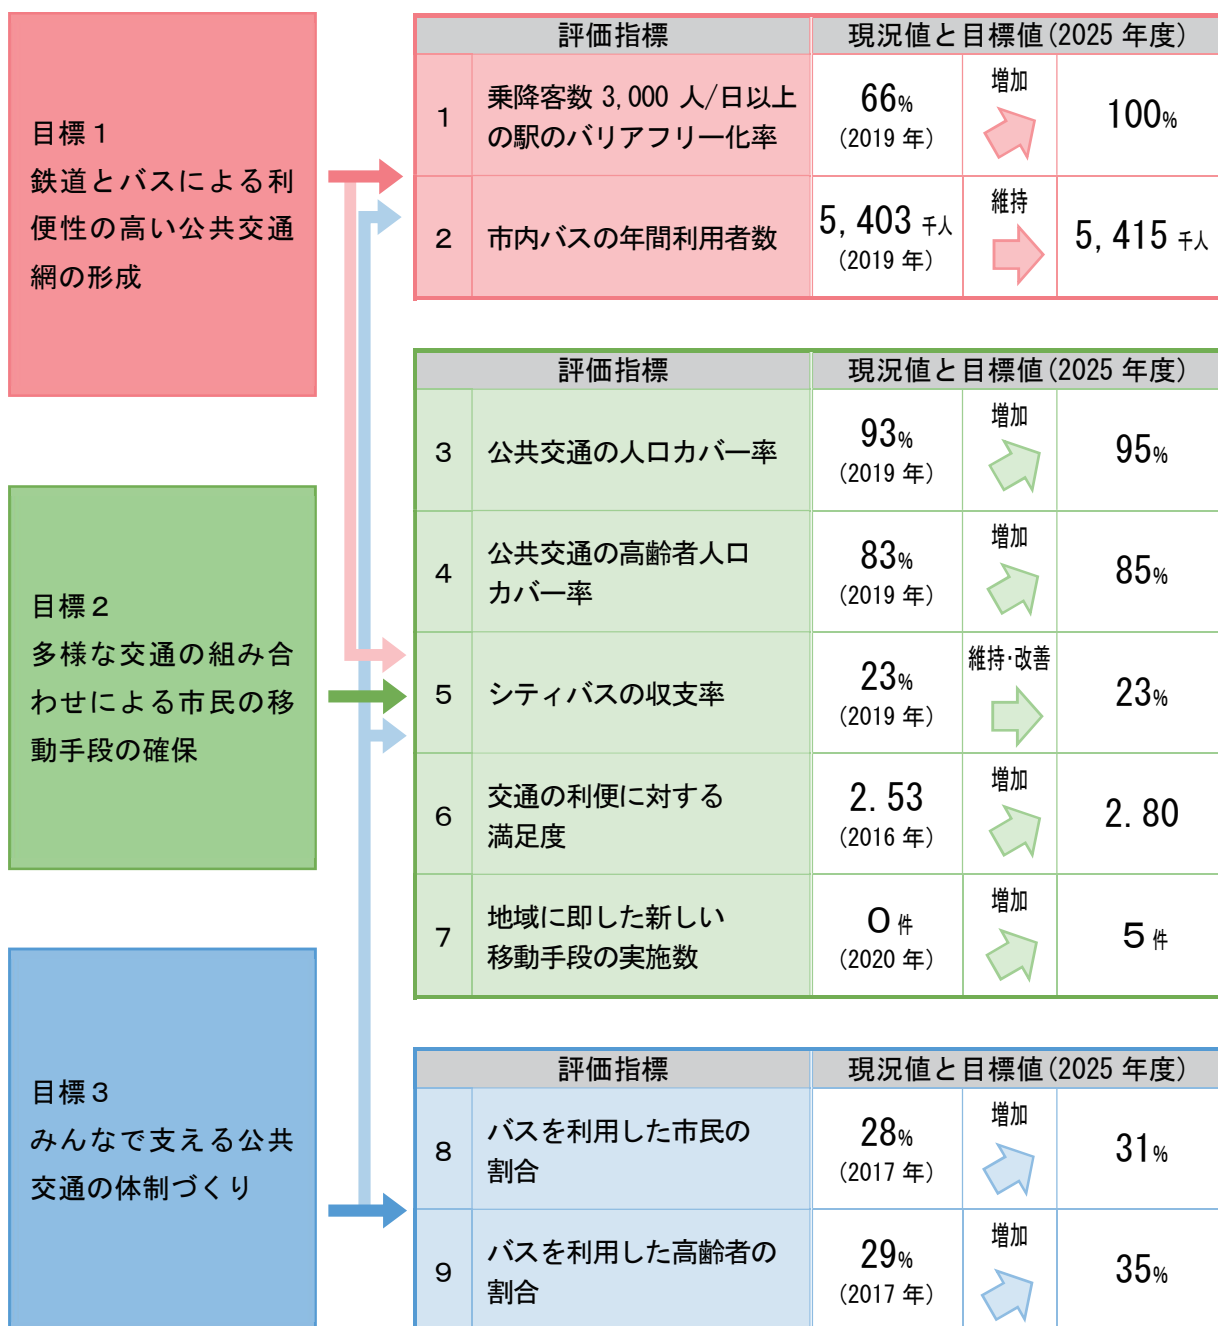 目標1
鉄道とバスによる利
便性の高い公共交通
網の形成
評価指標 現況値と目標値(2025 年度)
1 乗降客数 3,000 人/日以上
の駅のバリアフリー化率
66%
(2019 年)
増加
100%
2 市内バスの年間利用者数
5,403 千人
(2019 年)
維持
5,415 千人
目標2
多様な交通の組み合
わせによる市民の移
動手段の確保
評価指標 現況値と目標値(2025 年度)
3 公共交通の人口カバー率
93%
(2019 年)
増加
95%
4 公共交通の高齢者人口
カバー率
83%
(2019 年)
増加
85%
5 シティバスの収支率
23%
(2019 年)
維持・改善
23%
6 交通の利便に対する
満足度
2.53
(2016 年)
増加
2.80
7 地域に即した新しい
移動手段の実施数
0 件
(2020 年)
増加
5 件
目標3
みんなで支える公共
交通の体制づくり
評価指標 現況値と目標値(2025 年度)
8 バスを利用した市民の
割合
28%
(2017 年)
増加
31%
9 バスを利用した高齢者の
割合
29%
(2017 年)
増加
35%